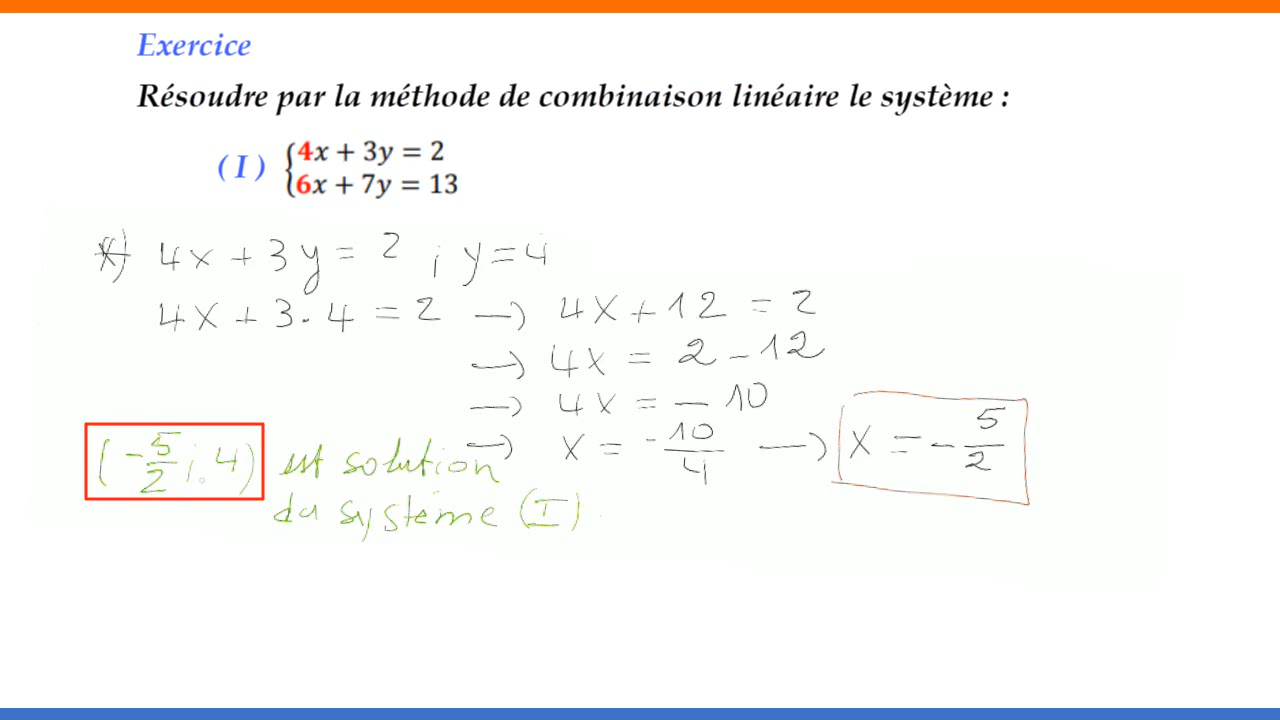 Exercice
Résoudre par la méthode de combinaison linéaire le système :
( I ) {4x + 3y = 2
6x + 7y = 13
*) 4x + 3y = 2 ; y = 4
4x + 3 . 4 = 2 → 4x + 12 = 2
→ 4x = 2 - 12
→ 4x = - 10
→ x = -10/4 → x = - 5/2
(-5/2 ; 4) est solution
du système (I).